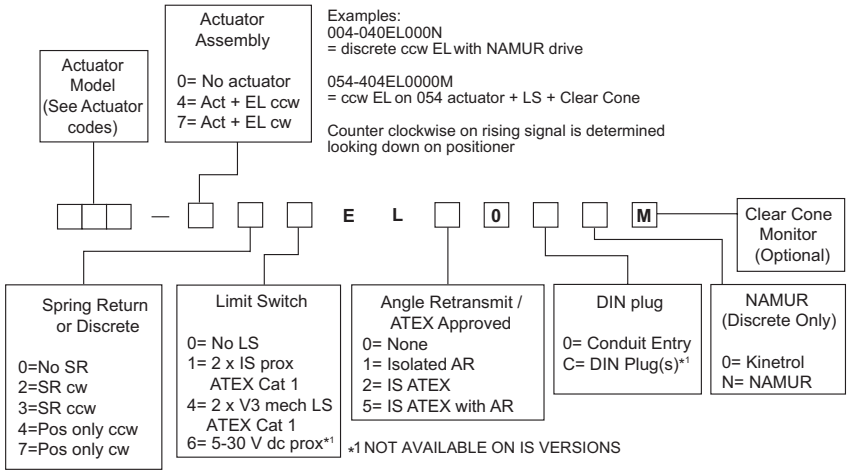 Actuator
Model
(See Actuator
codes)
Actuator
Assembly
0= No actuator
4= Act + EL ccw
7= Act + EL cw
Examples:
004-040EL000N
= discrete ccw EL with NAMUR drive
054-404EL0000M
= ccw EL on 054 actuator + LS + Clear Cone
Counter clockwise on rising signal is determined
looking down on positioner
— E L 0 M
Clear Cone
Monitor
(Optional)
Spring Return
or Discrete
0=No SR
2=SR cw
3=SR ccw
4=Pos only ccw
7=Pos only cw
Limit Switch
0= No LS
1= 2 x IS prox
ATEX Cat 1
4= 2 x V3 mech LS
ATEX Cat 1
6= 5-30 V dc prox*1
Angle Retransmit /
ATEX Approved
0= None
1= Isolated AR
2= IS ATEX
5= IS ATEX with AR
DIN plug
0= Conduit Entry
C= DIN Plug(s)*1
NAMUR
(Discrete Only)
0= Kinetrol
N= NAMUR
*1 NOT AVAILABLE ON IS VERSIONS